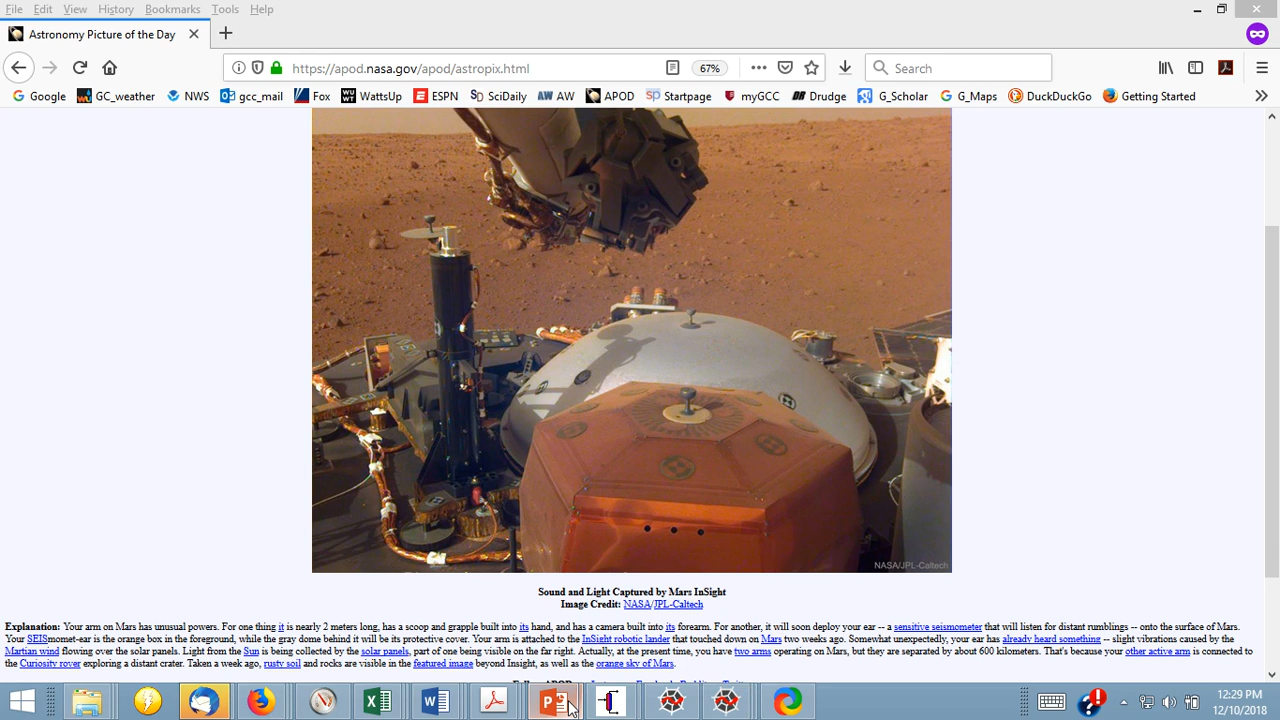 File Edit View History Bookmarks Tools Help
Astronomy Picture of the Day
https://apod.nasa.gov/apod/astropix.html 67% Search
Google GC_weather NWS gcc_mail Fox WattsUp ESPN SciDaily AW APOD Startpage myGCC Drudge G_Scholar G_Maps DuckDuckGo Getting Started
NASA/JPL-Caltech
Sound and Light Captured by Mars InSight
Image Credit: NASA/JPL-Caltech
Explanation: Your arm on Mars has unusual powers. For one thing it is nearly 2 meters long, has a scoop and grapple built into its hand, and has a camera built into its forearm. For another, it will soon deploy your ear -- a sensitive seismometer that will listen for distant rumblings -- onto the surface of Mars.
Your SEISmomet-ear is the orange box in the foreground, while the gray dome behind it will be its protective cover. Your arm is attached to the InSight robotic lander that touched down on Mars two weeks ago. Somewhat unexpectedly, your ear has already heard something -- slight vibrations caused by the
Martian wind flowing over the solar panels. Light from the Sun is being collected by the solar panels, part of one being visible on the far right. Actually, at the present time, you have two arms operating on Mars, but they are separated by about 600 kilometers. That's because your other active arm is connected to
the Curiosity rover exploring a distant crater. Taken a week ago, rusty soil and rocks are visible in the featured image beyond Insight, as well as the orange sky of Mars.
12:29 PM
12/10/2018